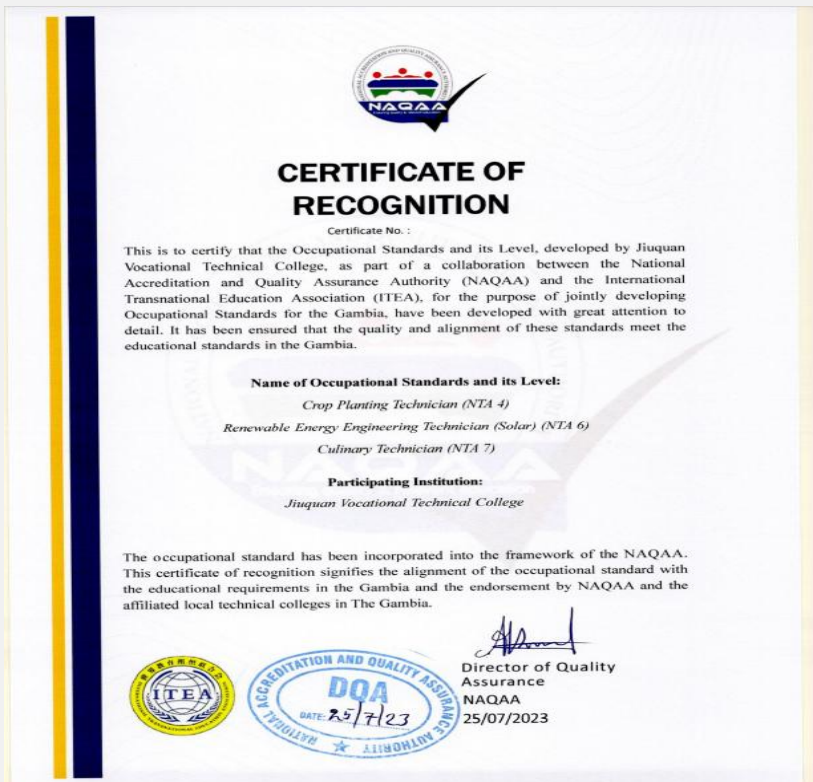 NATIONAL ACCREDITATION AND QUALITY ASSURANCE AUTHORITY
NAQAA
CERTIFICATE OF
RECOGNITION
Certificate No. :
This is to certify that the Occupational Standards and its Level, developed by Jiuquan
Vocational Technical College, as part of a collaboration between the National
Accreditation and Quality Assurance Authority (NAQAA) and the International
Transnational Education Association (ITEA), for the purpose of jointly developing
Occupational Standards for the Gambia, have been developed with great attention to
detail. It has been ensured that the quality and alignment of these standards meet the
educational standards in the Gambia.
Name of Occupational Standards and its Level:
Crop Planting Technician (NTA 4)
Renewable Energy Engineering Technician (Solar) (NTA 6)
Culinary Technician (NTA 7)
Participating Institution:
Jiuquan Vocational Technical College
The occupational standard has been incorporated into the framework of the NAQAA.
This certificate of recognition signifies the alignment of the occupational standard with
the educational requirements in the Gambia and the endorsement by NAQAA and the
affiliated local technical colleges in The Gambia.
ITEA
NATIONAL ACCREDITATION AND QUALITY ASSURANCE AUTHORITY
DQA
DATE: 25/7/23
Director of Quality
Assurance
NAQAA
25/07/2023